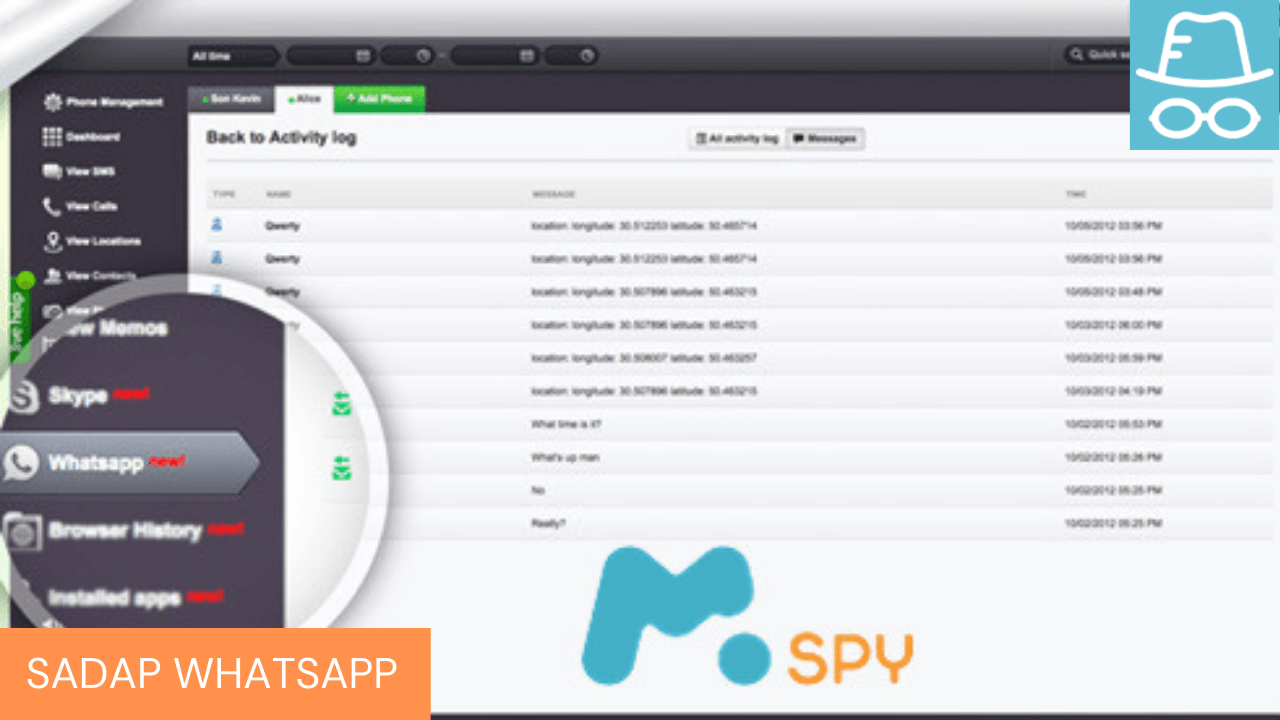 All time
Quick se
Phone Management
Dashboard
View SMS
View Calls
View Locations
View Contacts
live help
Son Kevin
Alice
+ Add Phone
Back to Activity log
All activity log
Messages
TYPE NAME MESSAGE TIME
Qwerty location: longitude: 30.512253 latitude: 50.465714 10/05/2012 03:56 PM
Qwerty location: longitude: 30.512253 latitude: 50.465714 10/05/2012 03:56 PM
Qwerty location: longitude: 30.507896 latitude: 50.463215 10/05/2012 03:48 PM
location: longitude: 30.507896 latitude: 50.463215 10/03/2012 06:00 PM
location: longitude: 30.508007 latitude: 50.463257 10/03/2012 05:59 PM
location: longitude: 30.507896 latitude: 50.463215 10/03/2012 04:19 PM
What time is it? 10/02/2012 05:53 PM
What's up man 10/02/2012 05:26 PM
No 10/02/2012 05:25 PM
Really? 10/02/2012 05:25 PM
ew Memos
Skype new!
Whatsapp new!
Browser History new!
Installed apps new!
M.SPY
SADAP WHATSAPP